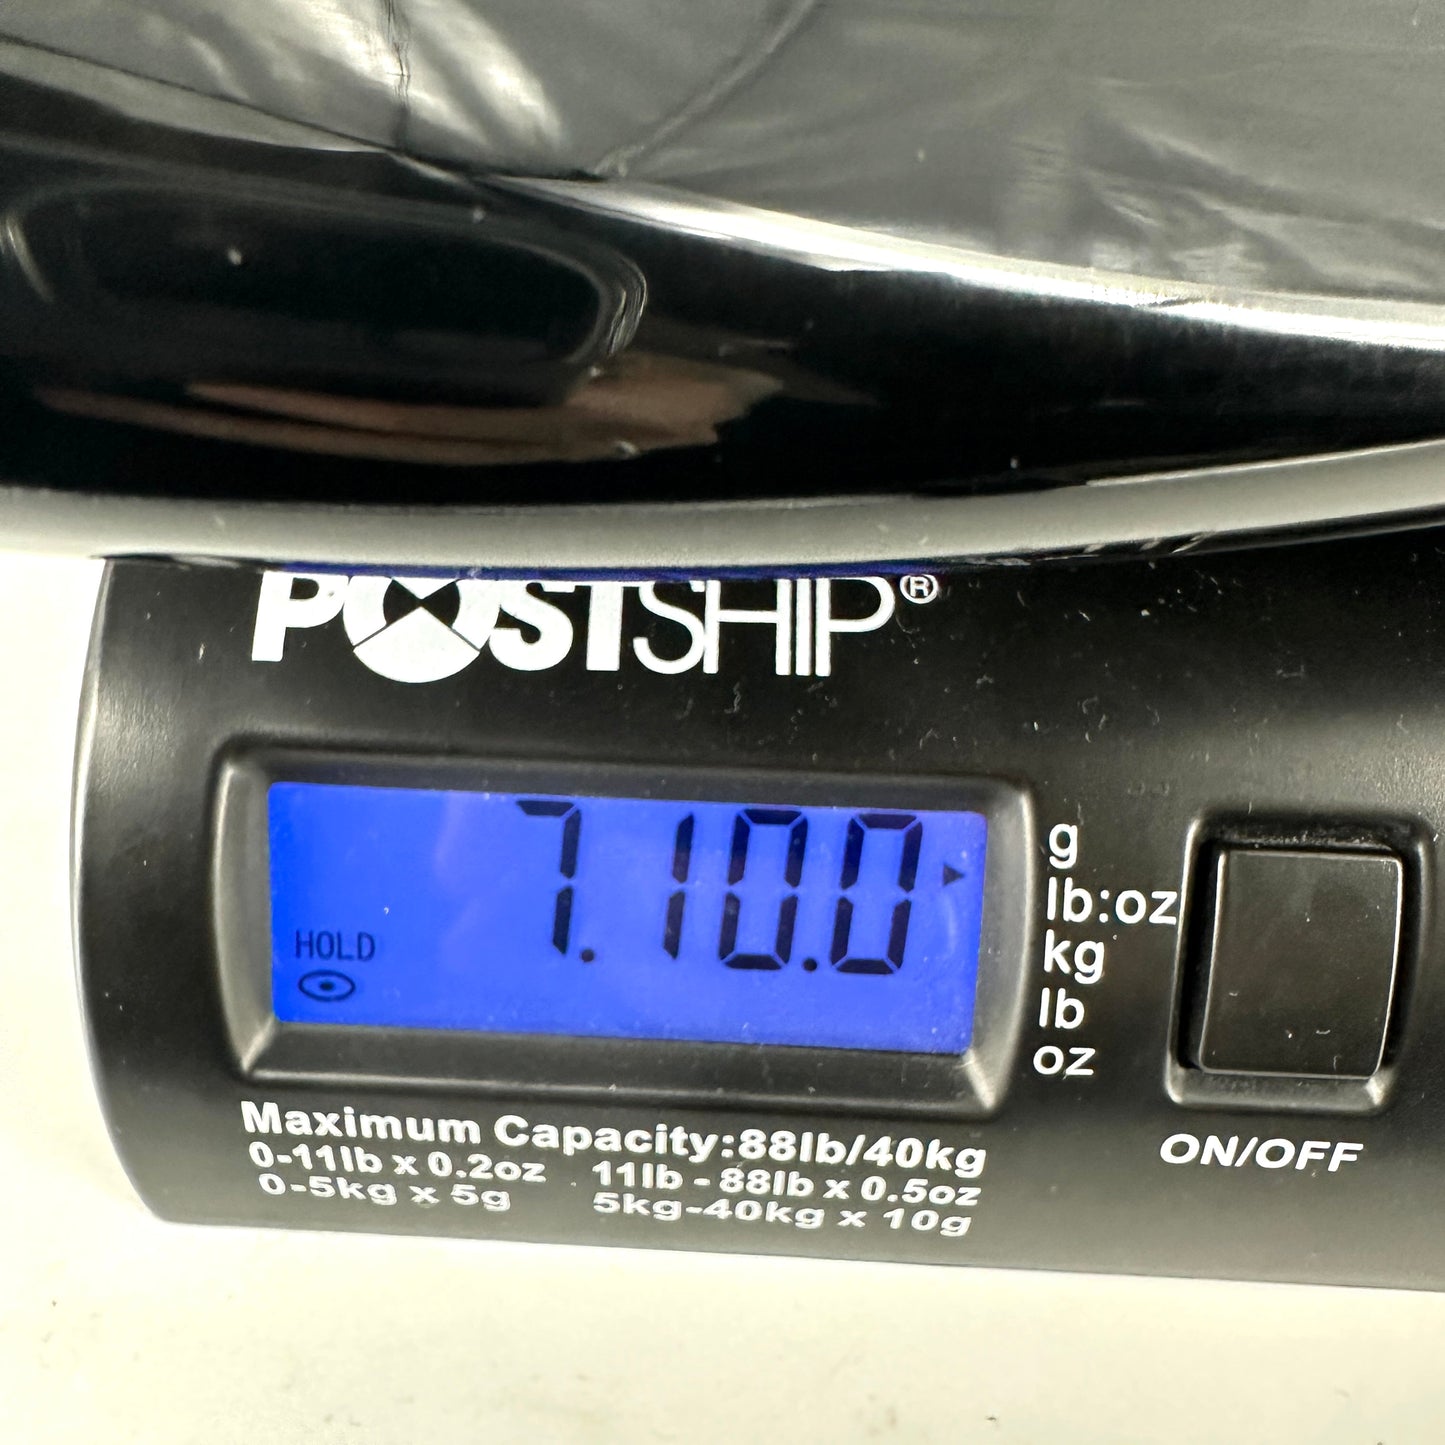 POSTSHIP®
7.10.0
HOLD
g
lb:oz
kg
lb
oz
ON/OFF
Maximum Capacity:88lb/40kg
0-11lb x 0.2oz 11lb - 88lb x 0.5oz
0-5kg x 5g 5kg-40kg x 10g